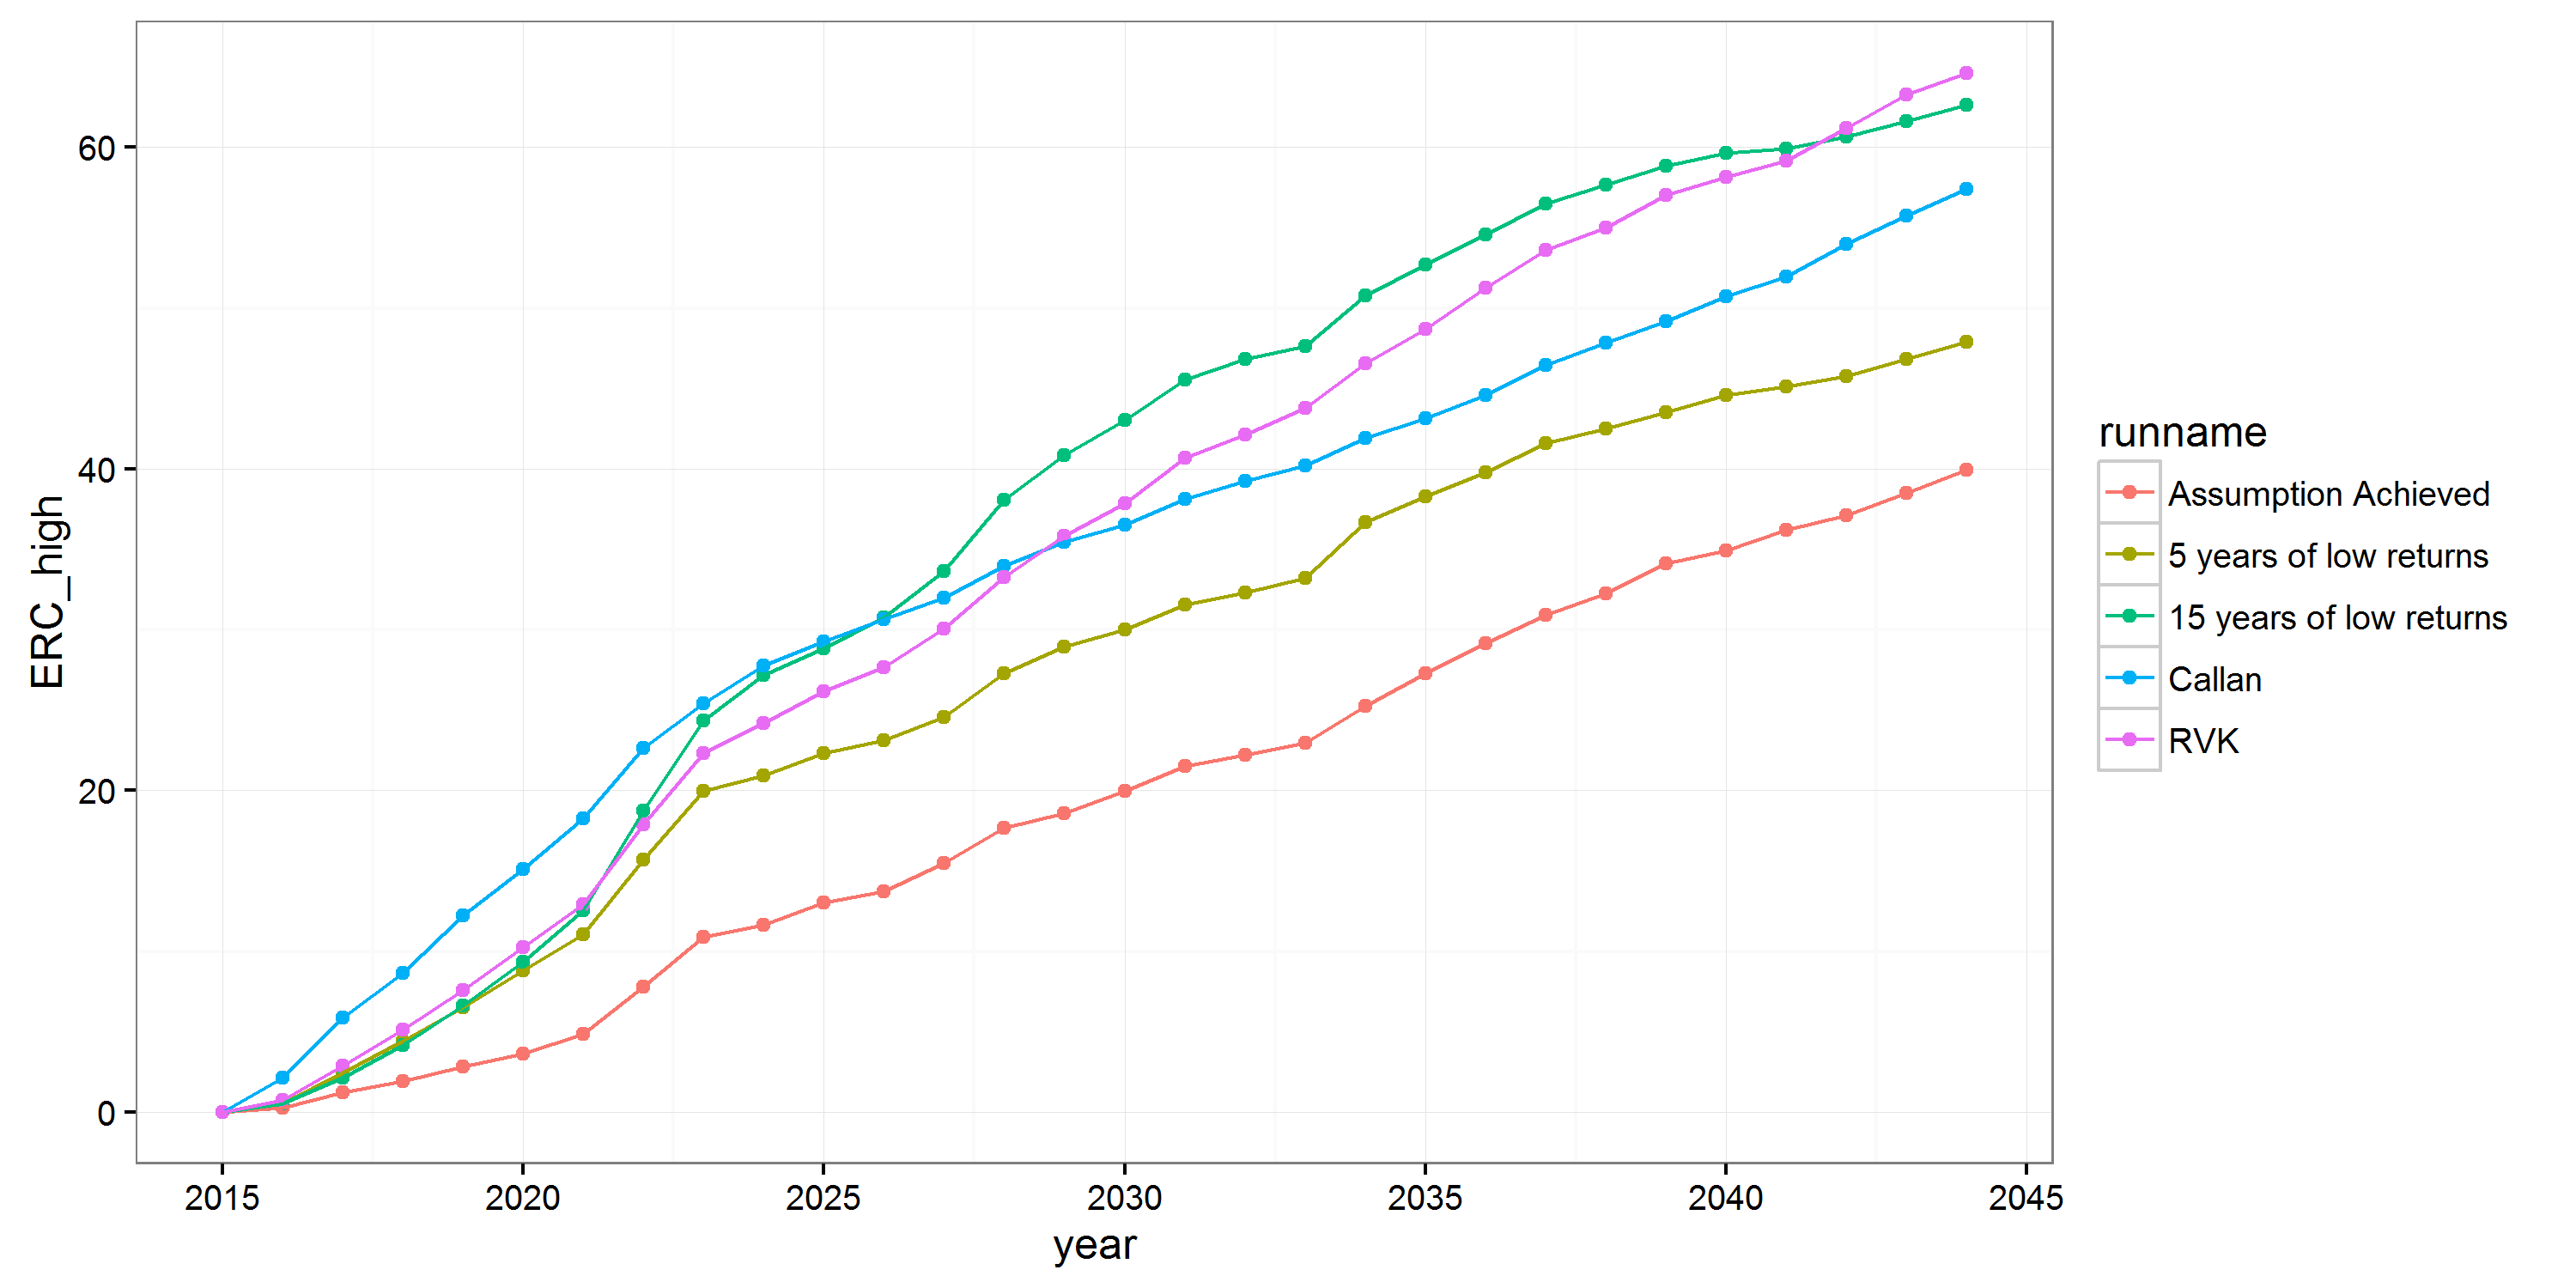 60
40
20
0
ERC_high
2015 2020 2025 2030 2035 2040 2045
year
runname
Assumption Achieved
5 years of low returns
15 years of low returns
Callan
RVK